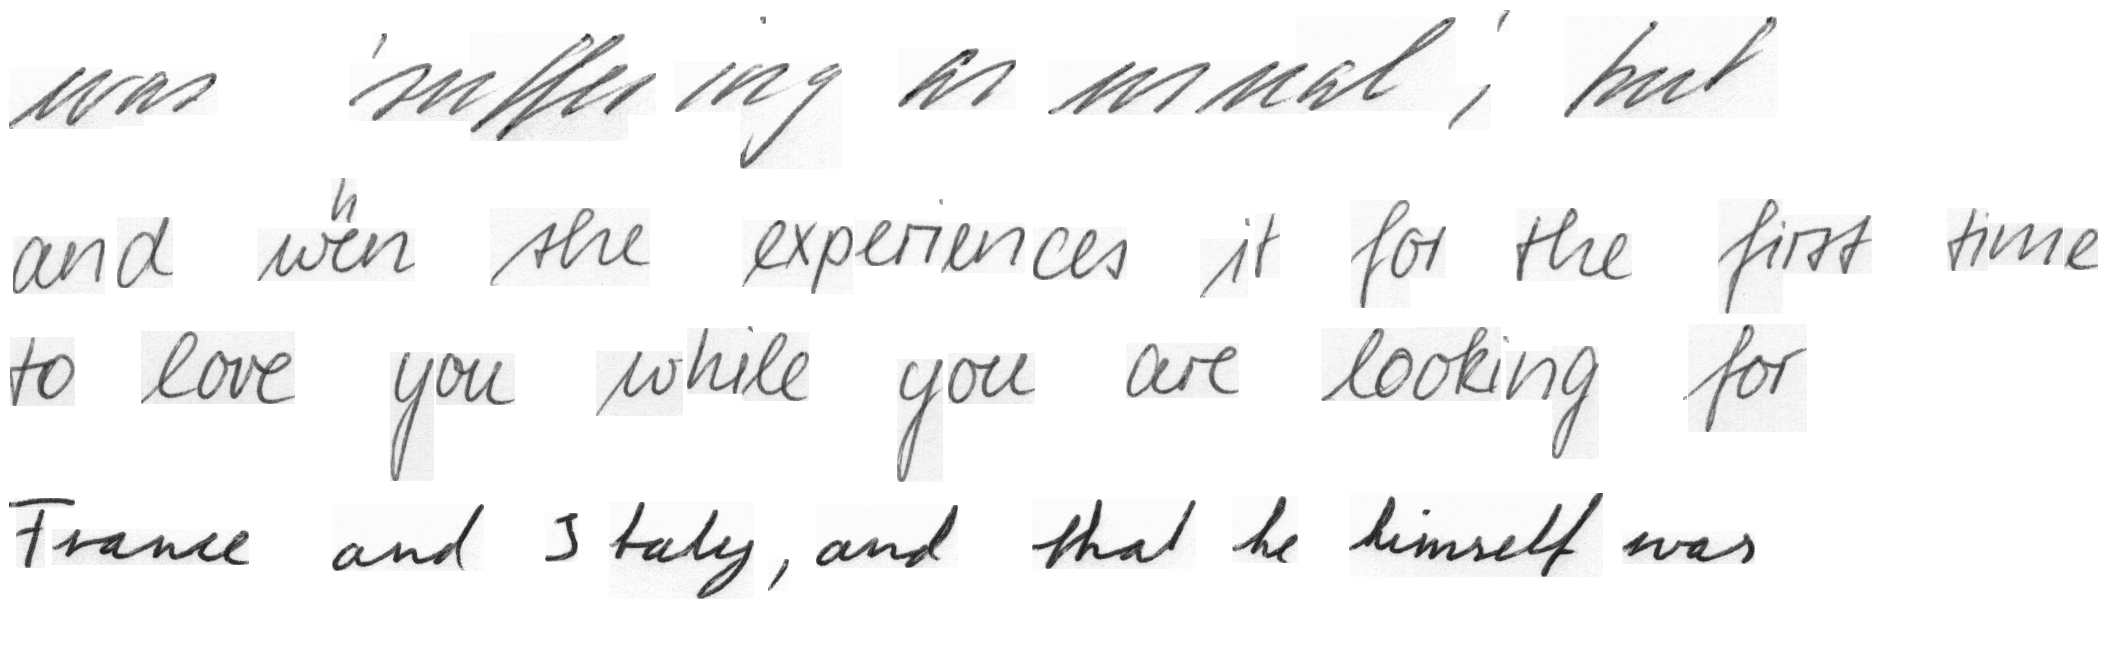 was 'suffering as usual,' but
and when she experiences it for the first time
to love you while you are looking for
France and Italy, and that he himself was